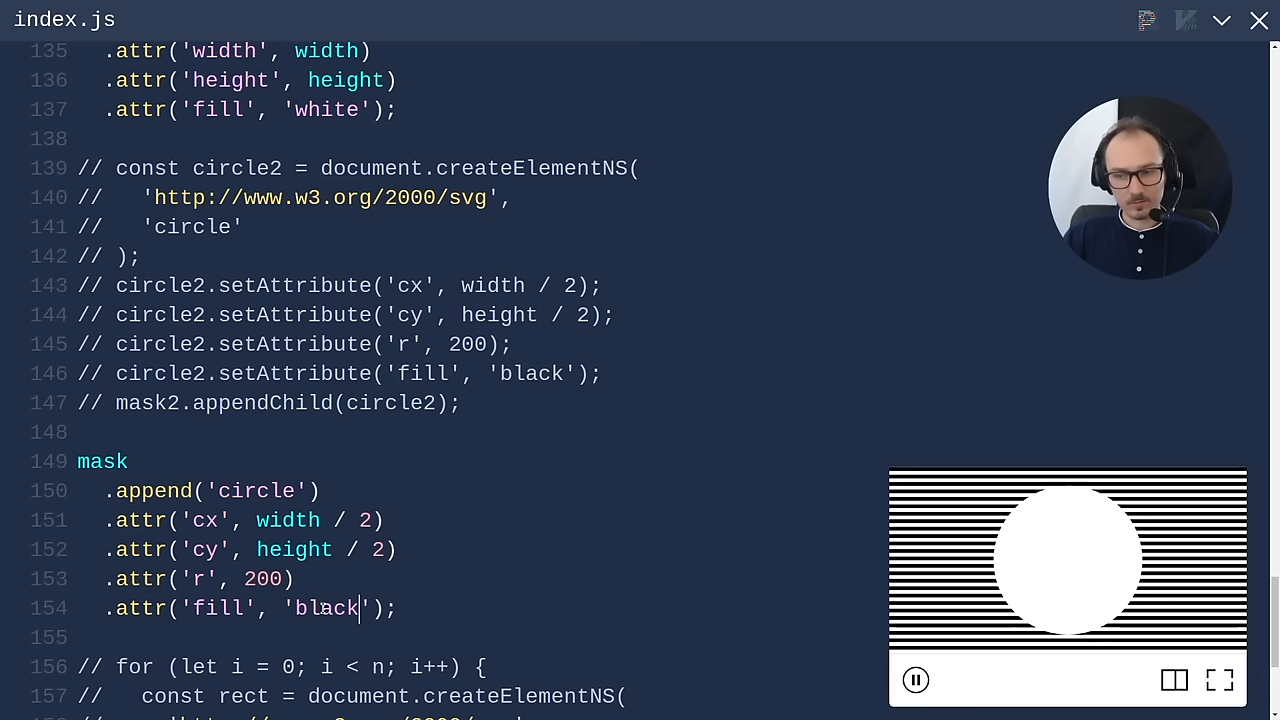 index.js
135   .attr('width', width)
136   .attr('height', height)
137   .attr('fill', 'white');
138
139 // const circle2 = document.createElementNS(
140 //   'http://www.w3.org/2000/svg',
141 //   'circle'
142 // );
143 // circle2.setAttribute('cx', width / 2);
144 // circle2.setAttribute('cy', height / 2);
145 // circle2.setAttribute('r', 200);
146 // circle2.setAttribute('fill', 'black');
147 // mask2.appendChild(circle2);
148
149 mask
150   .append('circle')
151   .attr('cx', width / 2)
152   .attr('cy', height / 2)
153   .attr('r', 200)
154   .attr('fill', 'black');
155
156 // for (let i = 0; i < n; i++) {
157 //   const rect = document.createElementNS(